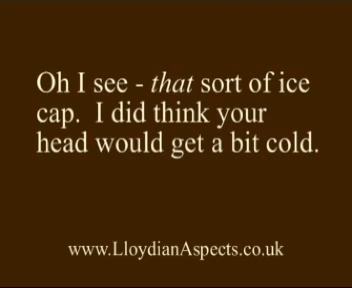 Oh I see - that sort of ice
cap. I did think your
head would get a bit cold.
www.LloydianAspects.co.uk